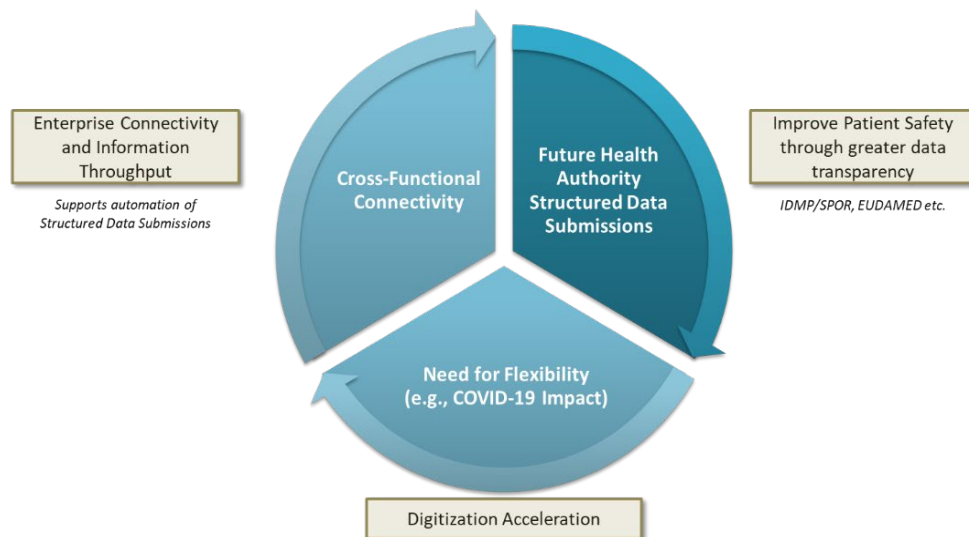 Enterprise Connectivity
and Information
Throughput
Supports automation of
Structured Data Submissions
Cross-Functional
Connectivity
Future Health
Authority
Structured Data
Submissions
Improve Patient Safety
through greater data
transparency
IDMP/SPOR, EUDAMED etc.
Need for Flexibility
(e.g., COVID-19 Impact)
Digitization Acceleration